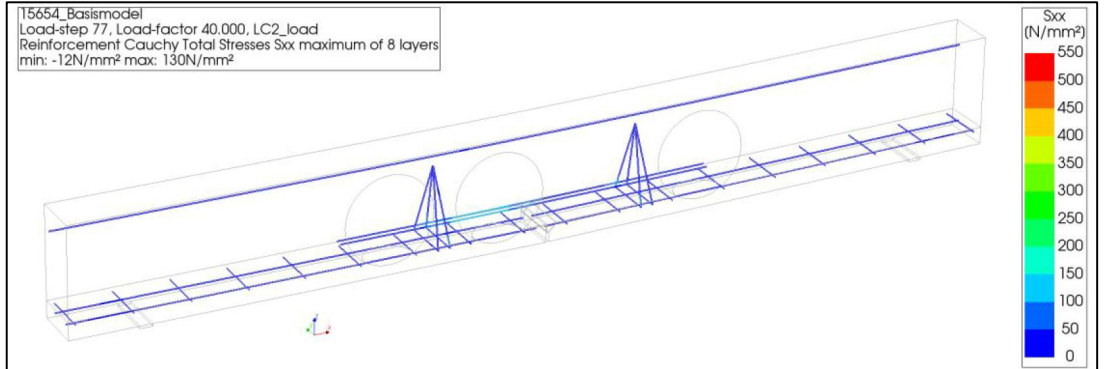 15654_Basismodel
Load-step 77, Load-factor 40.000, LC2_load
Reinforcement Cauchy Total Stresses Sxx maximum of 8 layers
min: -12N/mm² max: 130N/mm²
Sxx
(N/mm²)
550
500
450
400
350
300
250
200
150
100
50
0